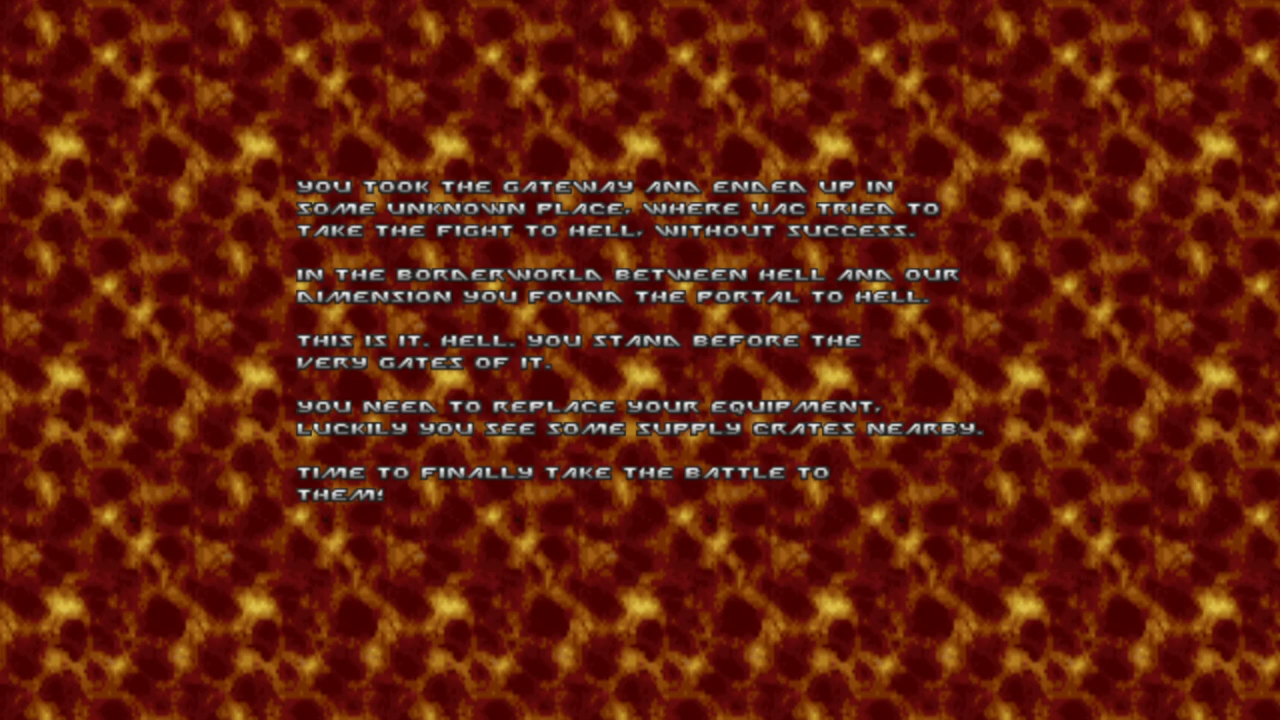 YOU TOOK THE GATEWAY AND ENDED UP IN
SOME UNKNOWN PLACE, WHERE UAC TRIED TO
TAKE THE FIGHT TO HELL, WITHOUT SUCCESS.
IN THE BORDERWORLD BETWEEN HELL AND OUR
DIMENSION YOU FOUND THE PORTAL TO HELL.
THIS IS IT. HELL. YOU STAND BEFORE THE
VERY GATES OF IT.
YOU NEED TO REPLACE YOUR EQUIPMENT,
LUCKILY YOU SEE SOME SUPPLY CRATES NEARBY.
TIME TO FINALLY TAKE THE BATTLE TO
THEM!